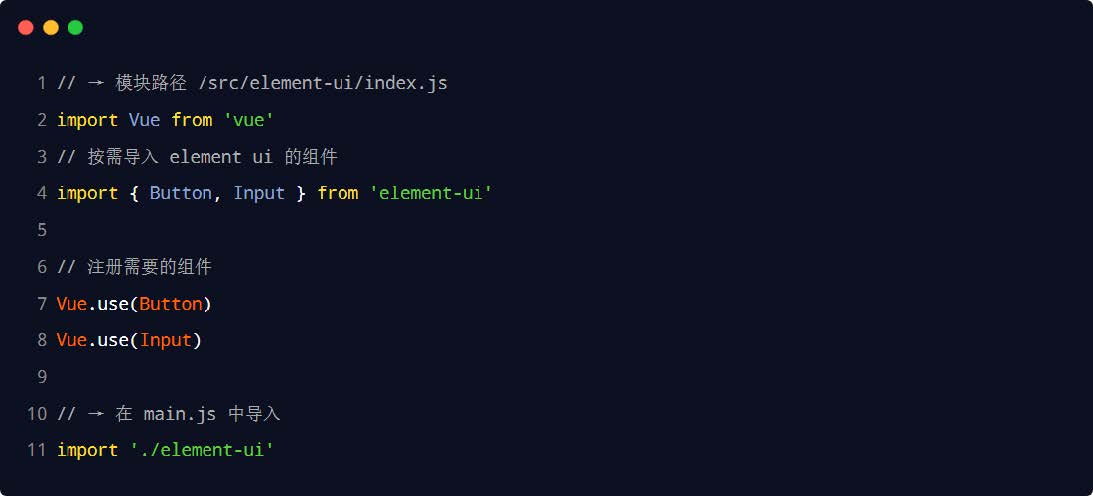 1 // → 模块路径 /src/element-ui/index.js
2 import Vue from 'vue'
3 // 按需导入 element ui 的组件
4 import { Button, Input } from 'element-ui'
5
6 // 注册需要的组件
7 Vue.use(Button)
8 Vue.use(Input)
9
10 // → 在 main.js 中导入
11 import './element-ui'